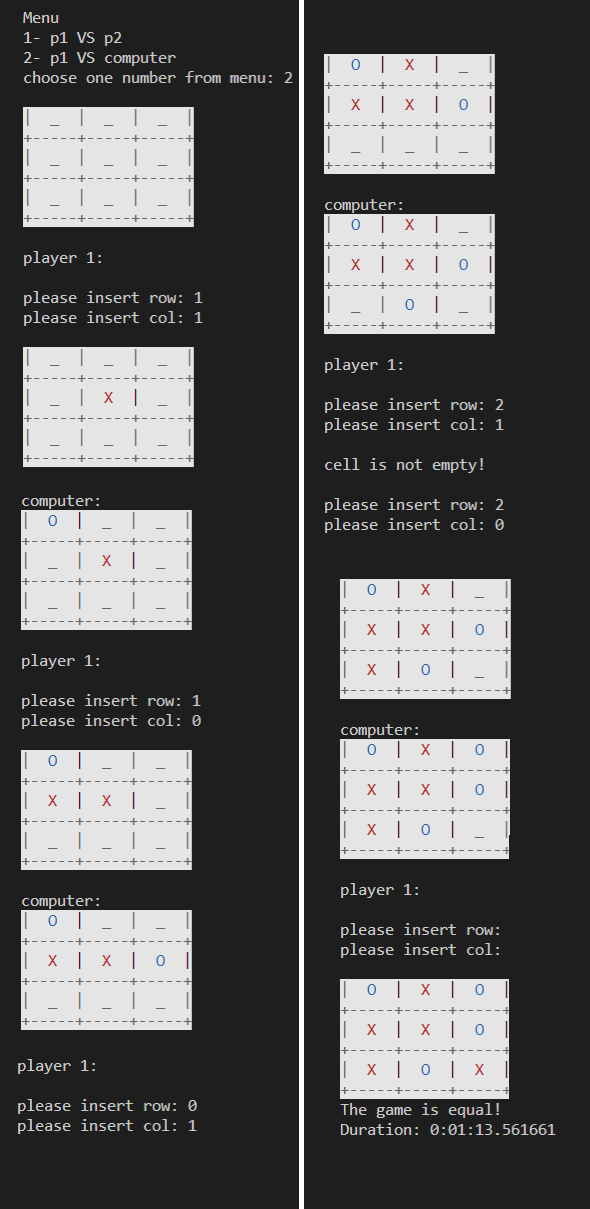 Menu
1- p1 VS p2
2- p1 VS computer
choose one number from menu: 2
| _ | _ | _ |
+-----+-----+-----+
| _ | _ | _ |
+-----+-----+-----+
| _ | _ | _ |
+-----+-----+-----+
player 1:
please insert row: 1
please insert col: 1
| _ | _ | _ |
+-----+-----+-----+
| _ | X | _ |
+-----+-----+-----+
| _ | _ | _ |
+-----+-----+-----+
computer:
| O | _ | _ |
+-----+-----+-----+
| _ | X | _ |
+-----+-----+-----+
| _ | _ | _ |
+-----+-----+-----+
player 1:
please insert row: 1
please insert col: 0
| O | _ | _ |
+-----+-----+-----+
| X | X | _ |
+-----+-----+-----+
| _ | _ | _ |
+-----+-----+-----+
computer:
| O | _ | _ |
+-----+-----+-----+
| X | X | O |
+-----+-----+-----+
| _ | _ | _ |
+-----+-----+-----+
player 1:
please insert row: 0
please insert col: 1
| O | X | _ |
+-----+-----+-----+
| X | X | O |
+-----+-----+-----+
| _ | _ | _ |
+-----+-----+-----+
computer:
| O | X | _ |
+-----+-----+-----+
| X | X | O |
+-----+-----+-----+
| _ | O | _ |
+-----+-----+-----+
player 1:
please insert row: 2
please insert col: 1
cell is not empty!
please insert row: 2
please insert col: 0
| O | X | _ |
+-----+-----+-----+
| X | X | O |
+-----+-----+-----+
| X | O | _ |
+-----+-----+-----+
computer:
| O | X | O |
+-----+-----+-----+
| X | X | O |
+-----+-----+-----+
| X | O | _ |
+-----+-----+-----+
player 1:
please insert row:
please insert col:
| O | X | O |
+-----+-----+-----+
| X | X | O |
+-----+-----+-----+
| X | O | X |
+-----+-----+-----+
The game is equal!
Duration: 0:01:13.561661